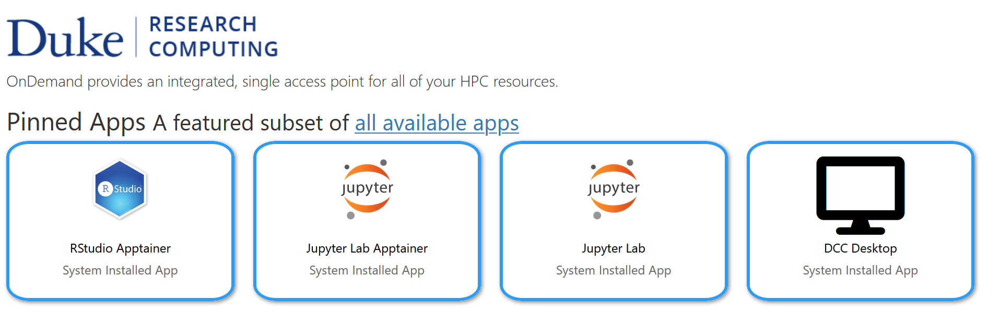 Duke RESEARCH
COMPUTING
OnDemand provides an integrated, single access point for all of your HPC resources.
Pinned Apps A featured subset of all available apps
R Studio
jupyter
jupyter
RStudio Apptainer
System Installed App
Jupyter Lab Apptainer
System Installed App
Jupyter Lab
System Installed App
DCC Desktop
System Installed App